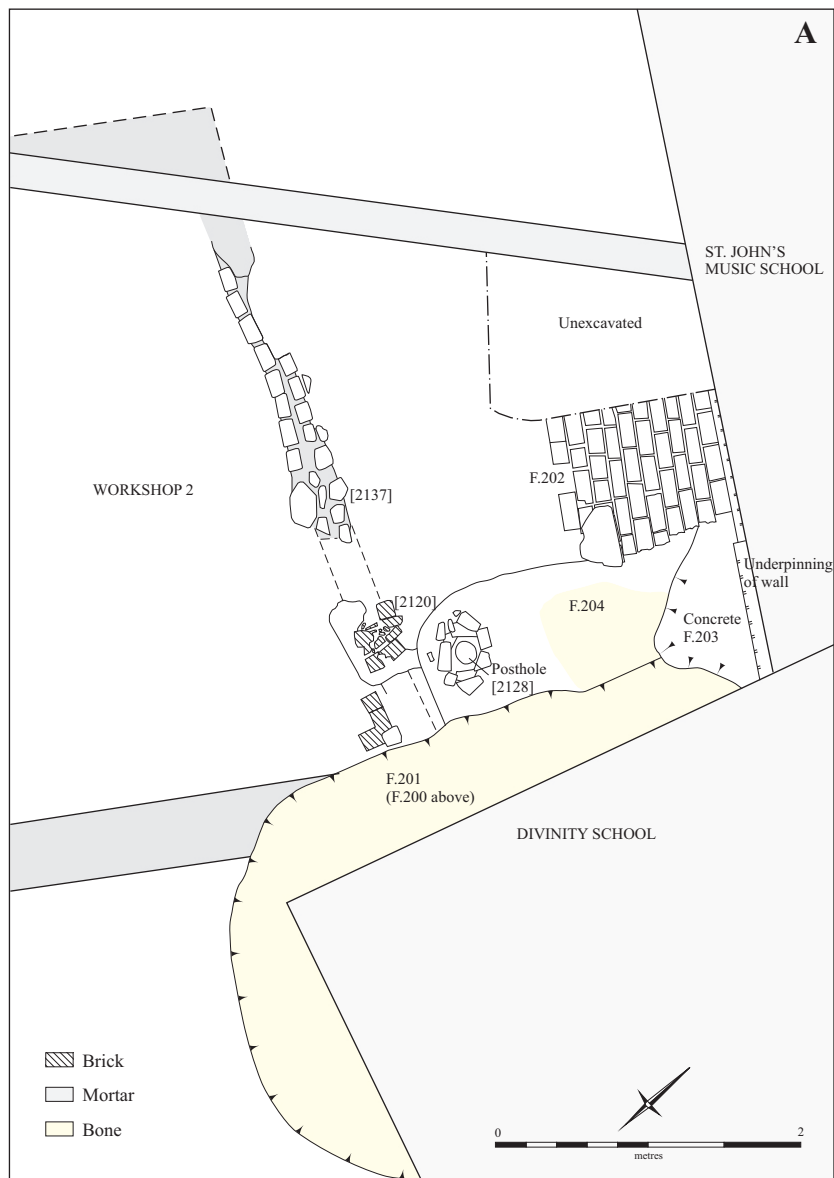 A
ST. JOHN'S
MUSIC SCHOOL
Unexcavated
F.202
WORKSHOP 2
[2137]
Underpinning
of wall
[2120]
F.204
Concrete
F.203
Posthole
[2128]
F.201
(F.200 above)
DIVINITY SCHOOL
Brick
Mortar
Bone
0
2
metres